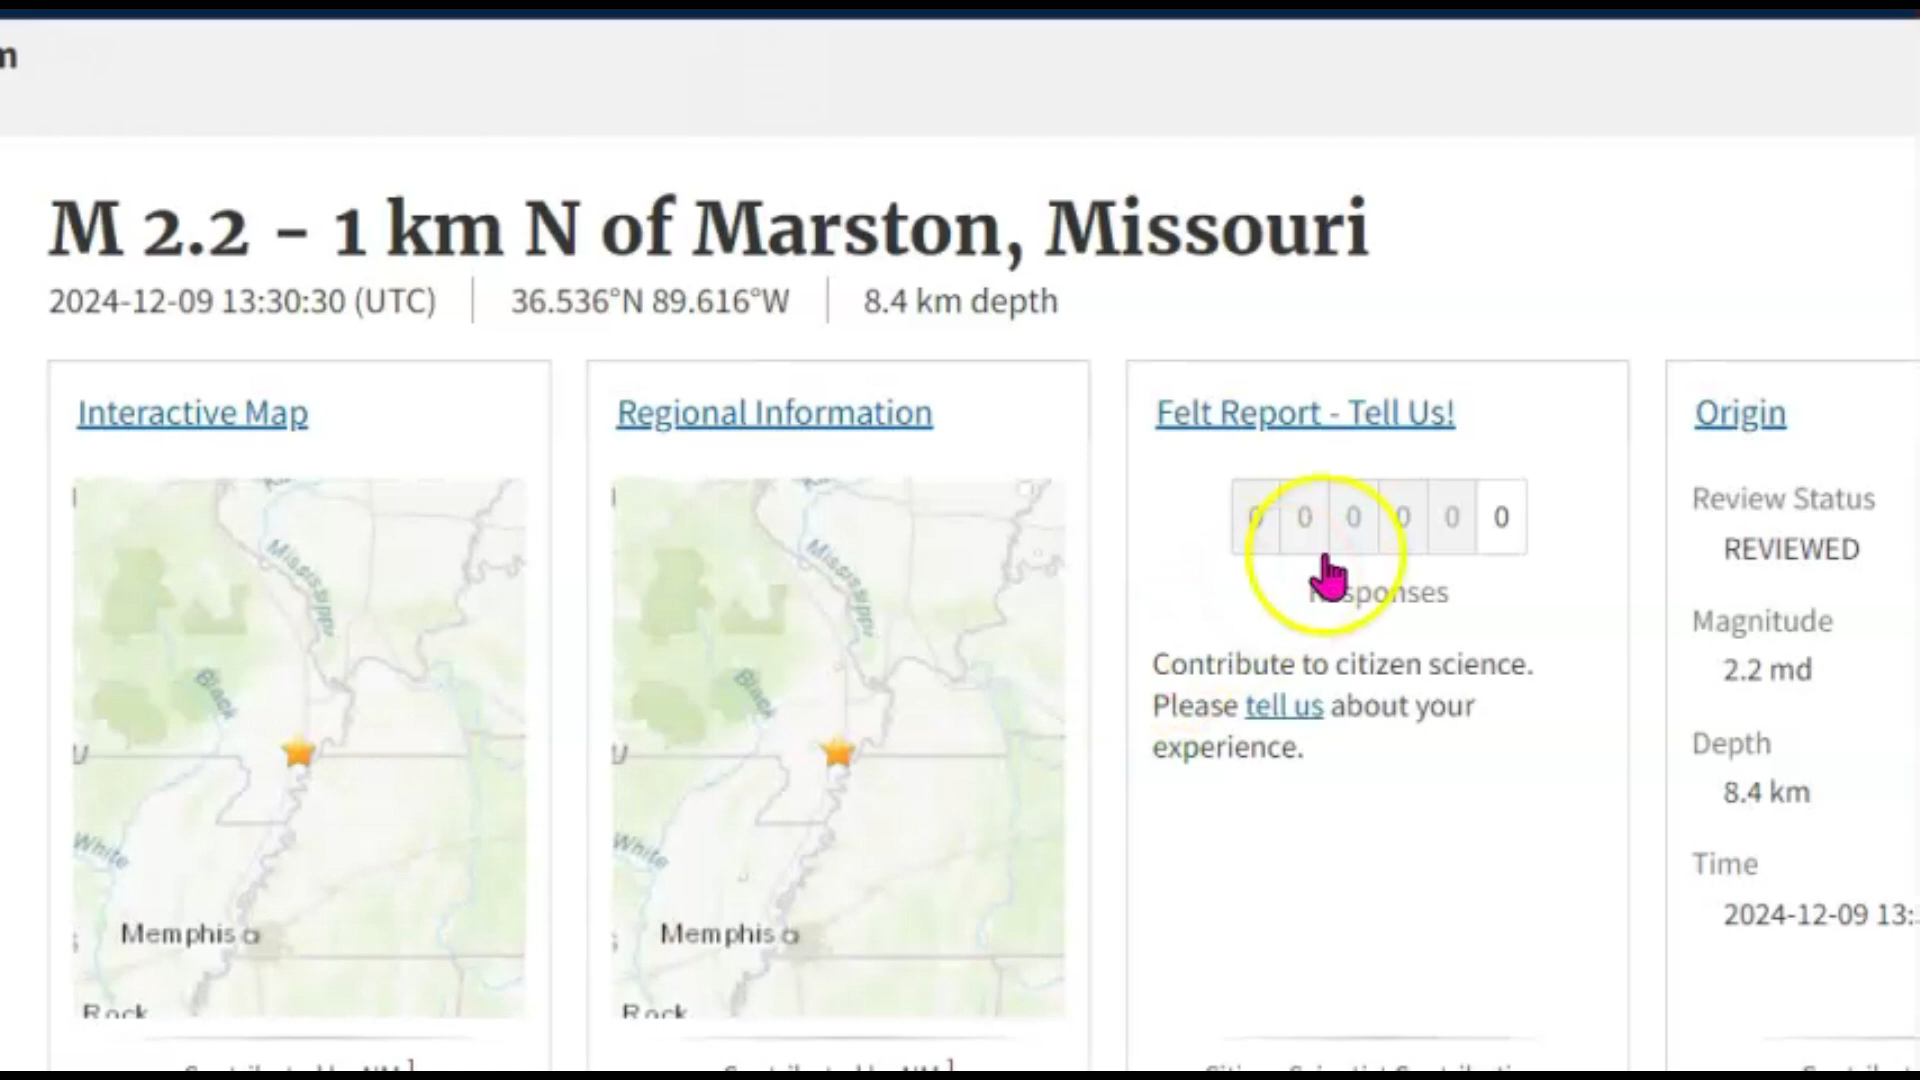 m
M 2.2 - 1 km N of Marston, Missouri
2024-12-09 13:30:30 (UTC)
36.536°N 89.616°W
8.4 km depth
Interactive Map
Mississippi
Black
White
Memphis
Rock
Regional Information
Mississippi
Black
White
Memphis
Rock
Felt Report - Tell Us!
0 0 0 0 0 0
Responses
Contribute to citizen science.
Please tell us about your
experience.
Origin
Review Status
REVIEWED
Magnitude
2.2 md
Depth
8.4 km
Time
2024-12-09 13: